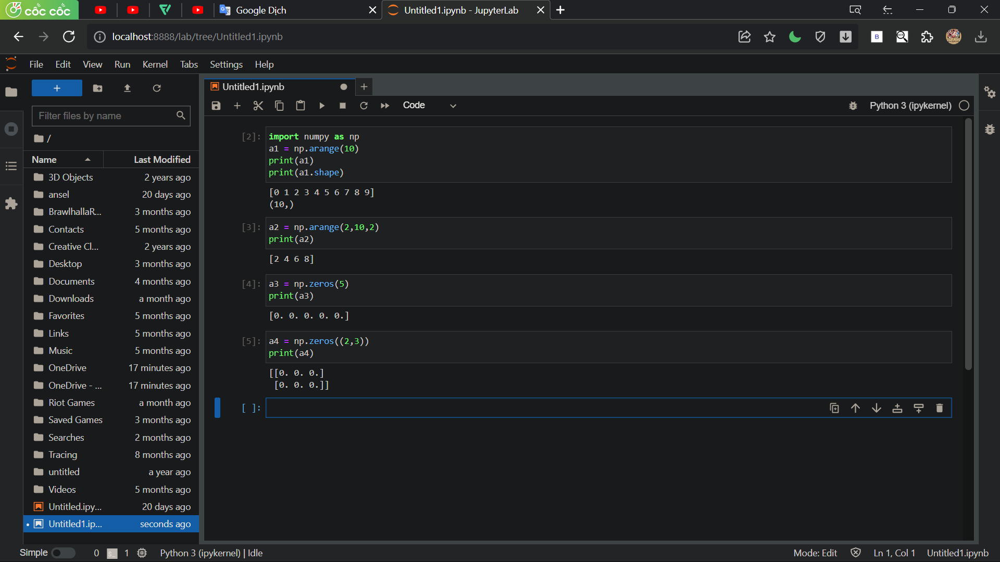 cốc cốc
Google Dịch
Untitled1.ipynb - JupyterLab
localhost:8888/lab/tree/Untitled1.ipynb
B
OCR
File Edit View Run Kernel Tabs Settings Help
+
Filter files by name
/
Name Last Modified
3D Objects 2 years ago
ansel 20 days ago
BrawlhallaR... 3 months ago
Contacts 5 months ago
Creative Cl... 2 years ago
Desktop 3 months ago
Documents 4 months ago
Downloads a month ago
Favorites 5 months ago
Links 5 months ago
Music 5 months ago
OneDrive 17 minutes ago
OneDrive - ... 17 minutes ago
Riot Games a month ago
Saved Games 3 months ago
Searches 2 months ago
Tracing 8 months ago
untitled a year ago
Videos 5 months ago
Untitled.ipy... 20 days ago
Untitled1.ip... seconds ago
Untitled1.ipynb
Code
Python 3 (ipykernel)
[2]: import numpy as np
a1 = np.arange(10)
print(a1)
print(a1.shape)
[0 1 2 3 4 5 6 7 8 9]
(10,)
[3]: a2 = np.arange(2,10,2)
print(a2)
[2 4 6 8]
[4]: a3 = np.zeros(5)
print(a3)
[0. 0. 0. 0. 0.]
[5]: a4 = np.zeros((2,3))
print(a4)
[[0. 0. 0.]
[0. 0. 0.]]
[ ]:
Simple 0 1 Python 3 (ipykernel) | Idle
Mode: Edit Ln 1, Col 1 Untitled1.ipynb